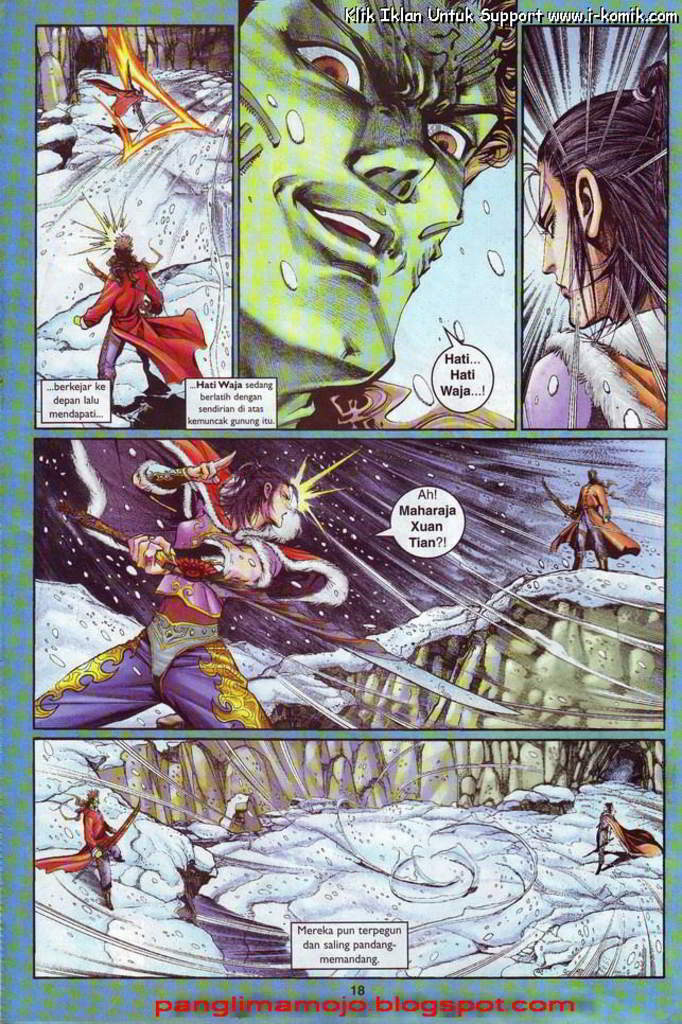 Klik Iklan Untuk Support www.i-komik.com
...berkejar ke
depan lalu
mendapati...
...Hati Waja sedang
berlatih dengan
sendirian di atas
kemuncak gunung itu.
Hati...
Hati
Waja...!
Ah!
Maharaja
Xuan
Tian?!
Mereka pun terpegun
dan saling pandang-
memandang.
18
panglimamojo.blogspot.com